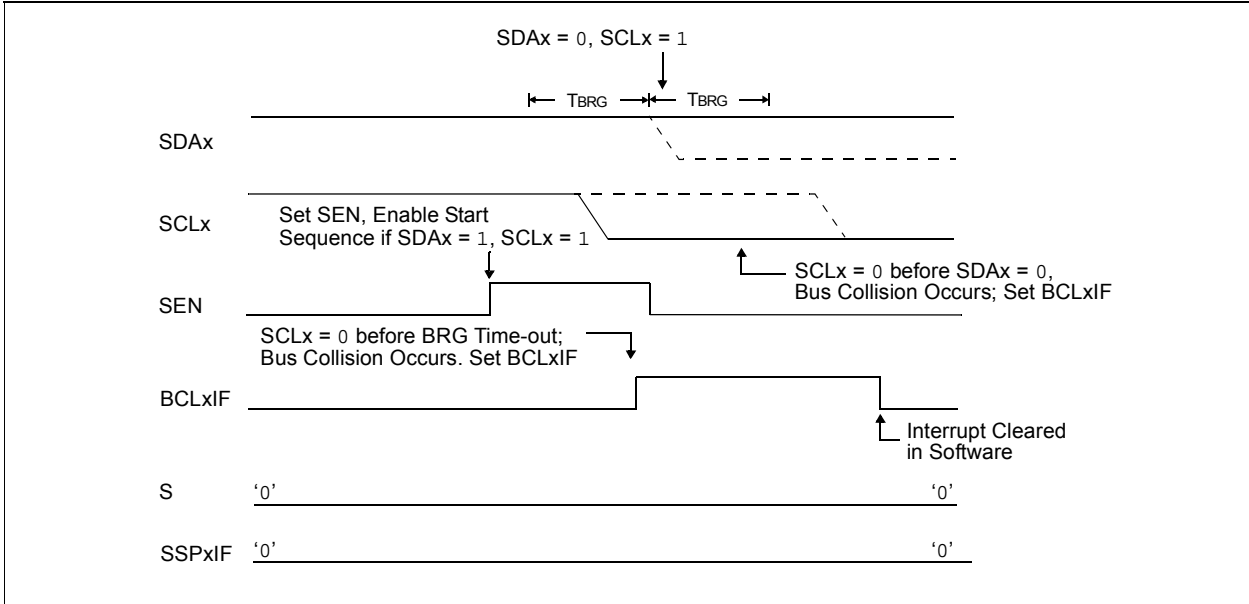 SDAx = 0, SCLx = 1
TBRG TBRG
SDAx
SCLx
Set SEN, Enable Start
Sequence if SDAx = 1, SCLx = 1
SCLx = 0 before SDAx = 0,
Bus Collision Occurs; Set BCLxIF
SEN
SCLx = 0 before BRG Time-out;
Bus Collision Occurs. Set BCLxIF
BCLxIF
Interrupt Cleared
in Software
S ‘0’ ‘0’
SSPxIF ‘0’ ‘0’